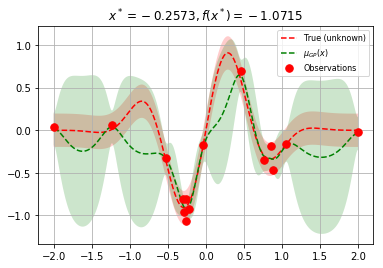 x* = −0.2573, f(x*) = −1.0715
True (unknown)
μGP(x)
Observations
1.0
0.5
0.0
−0.5
−1.0
−2.0 −1.5 −1.0 −0.5 0.0 0.5 1.0 1.5 2.0